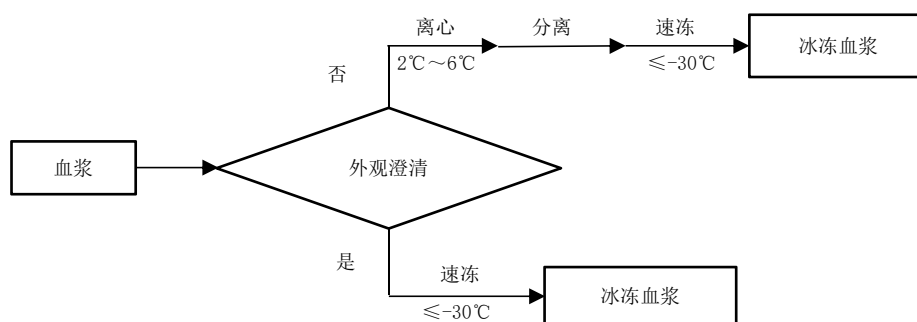 离心
分离
速冻
冰冻血浆
2℃～6℃
≤-30℃
否
血浆
外观澄清
是
速冻
冰冻血浆
≤-30℃